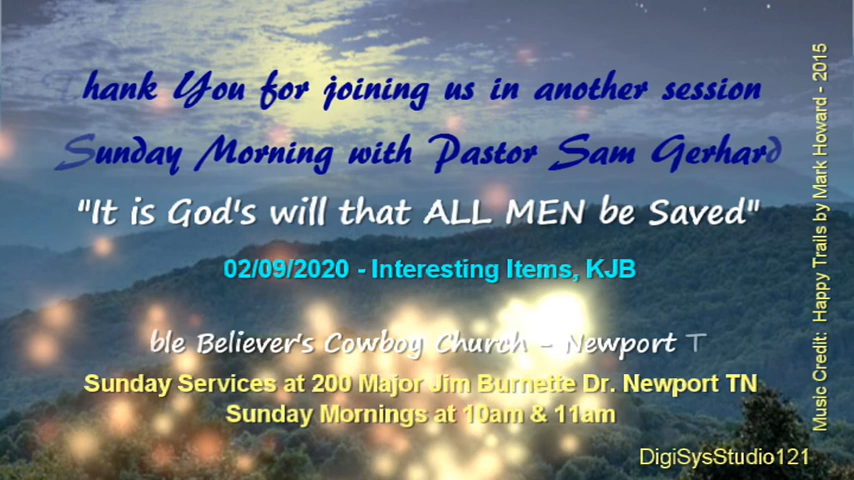 Thank You for joining us in another session
Sunday Morning with Pastor Sam Gerhard
"It is God's will that ALL MEN be Saved"
02/09/2020 - Interesting Items, KJB
ble Believer's Cowboy Church - Newport T
Sunday Services at 200 Major Jim Burnette Dr. Newport TN
Sunday Mornings at 10am & 11am
DigiSysStudio121
Music Credit: Happy Trails by Mark Howard - 2015